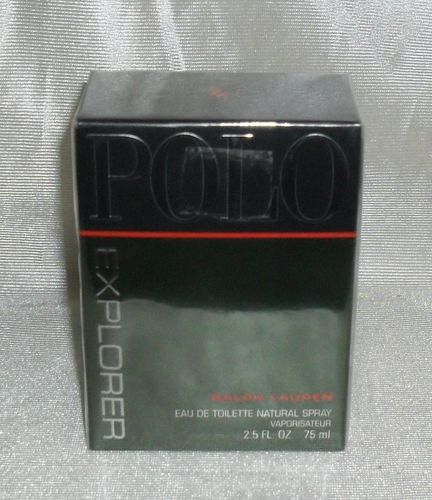 POLO
EXPLORER
RALPH LAUREN
EAU DE TOILETTE NATURAL SPRAY
VAPORISATEUR
2.5 FL. OZ 75 ml